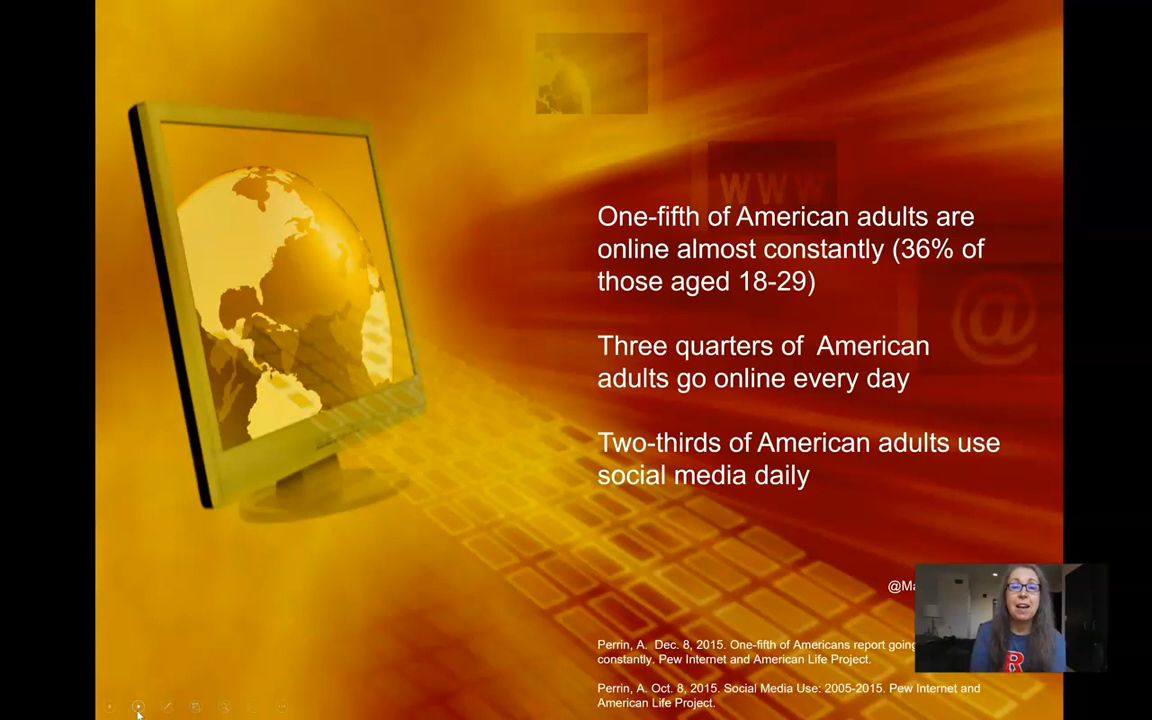 WWW
One-fifth of American adults are
online almost constantly (36% of
those aged 18-29)
@
Three quarters of  American
adults go online every day
Two-thirds of American adults use
social media daily
R
Perrin, A.  Dec. 8, 2015. One-fifth of Americans report going
constantly. Pew Internet and American Life Project.
Perrin, A. Oct. 8, 2015. Social Media Use: 2005-2015. Pew Internet and
American Life Project.